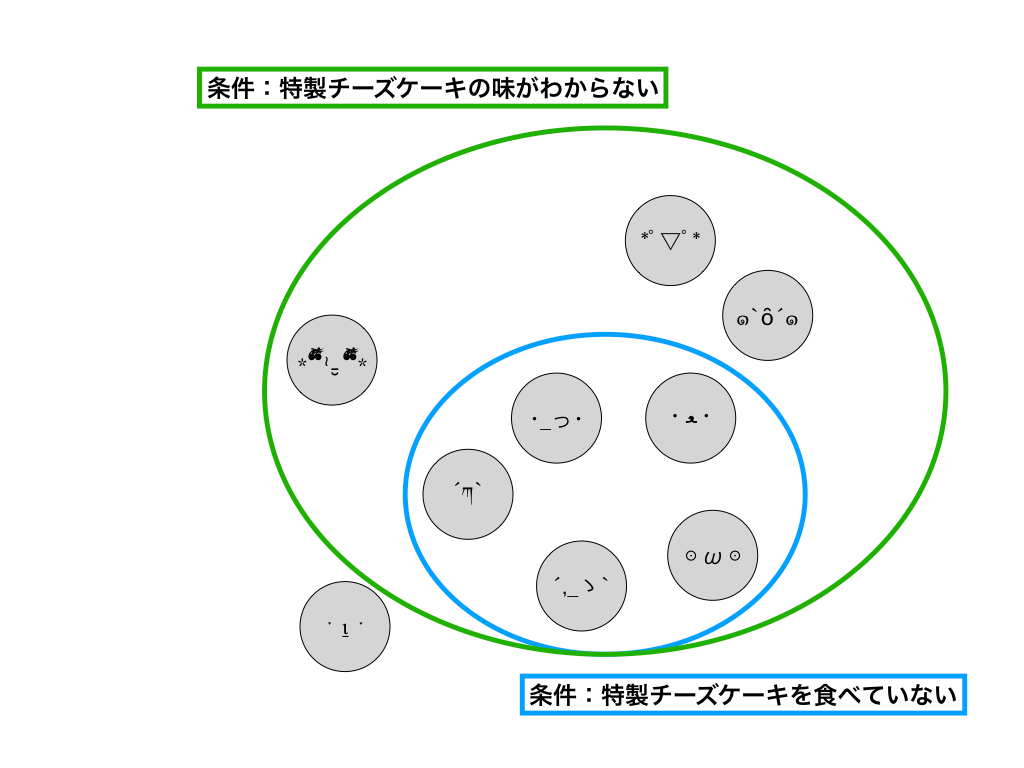 条件：特製チーズケーキの味がわからない
*ﾟ▽ﾟ*
๑`ȏ´๑
･_っ･
･ﻌ･
⊙ω⊙
´,_ゝ`
条件：特製チーズケーキを食べていない